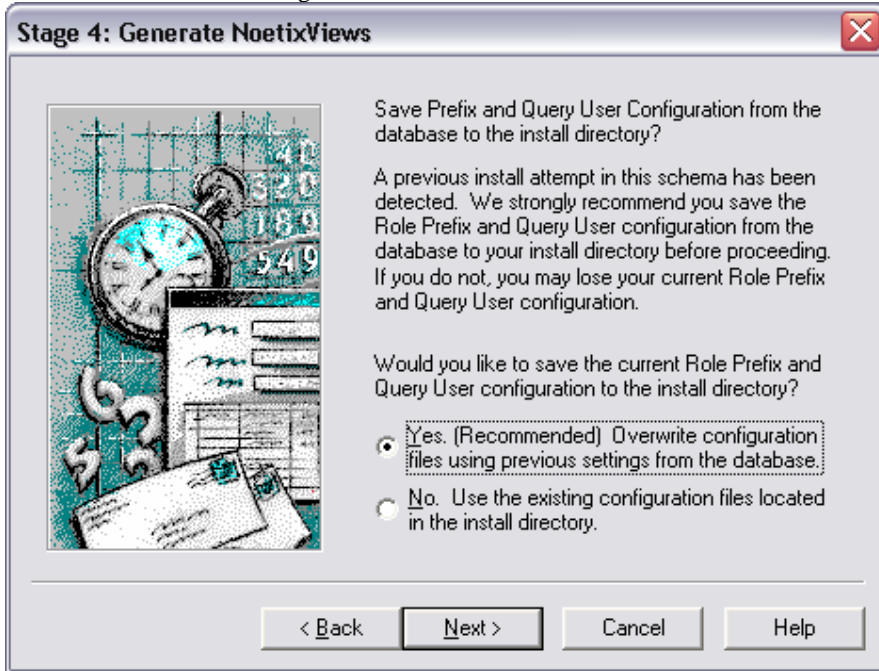 Stage 4: Generate NoetixViews
Save Prefix and Query User Configuration from the
database to the install directory?
A previous install attempt in this schema has been
detected. We strongly recommend you save the
Role Prefix and Query User configuration from the
database to your install directory before proceeding.
If you do not, you may lose your current Role Prefix
and Query User configuration.
Would you like to save the current Role Prefix and
Query User configuration to the install directory?
Yes. (Recommended) Overwrite configuration
files using previous settings from the database.
No. Use the existing configuration files located
in the install directory.
40
320
789
549
< Back Next > Cancel Help